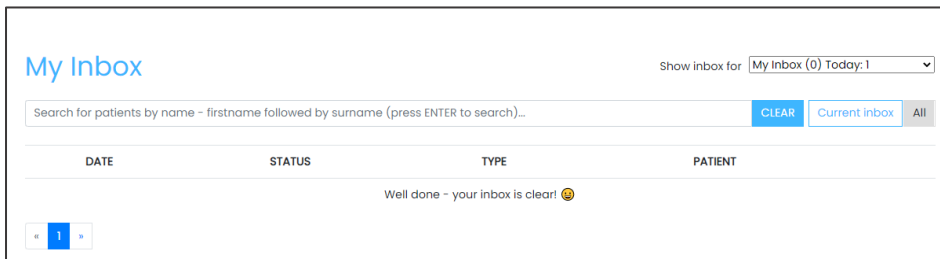 My Inbox
Show inbox for My Inbox (0) Today: 1
Search for patients by name - firstname followed by surname (press ENTER to search)... CLEAR Current inbox All
DATE STATUS TYPE PATIENT
Well done - your inbox is clear! 😀
« 1 »